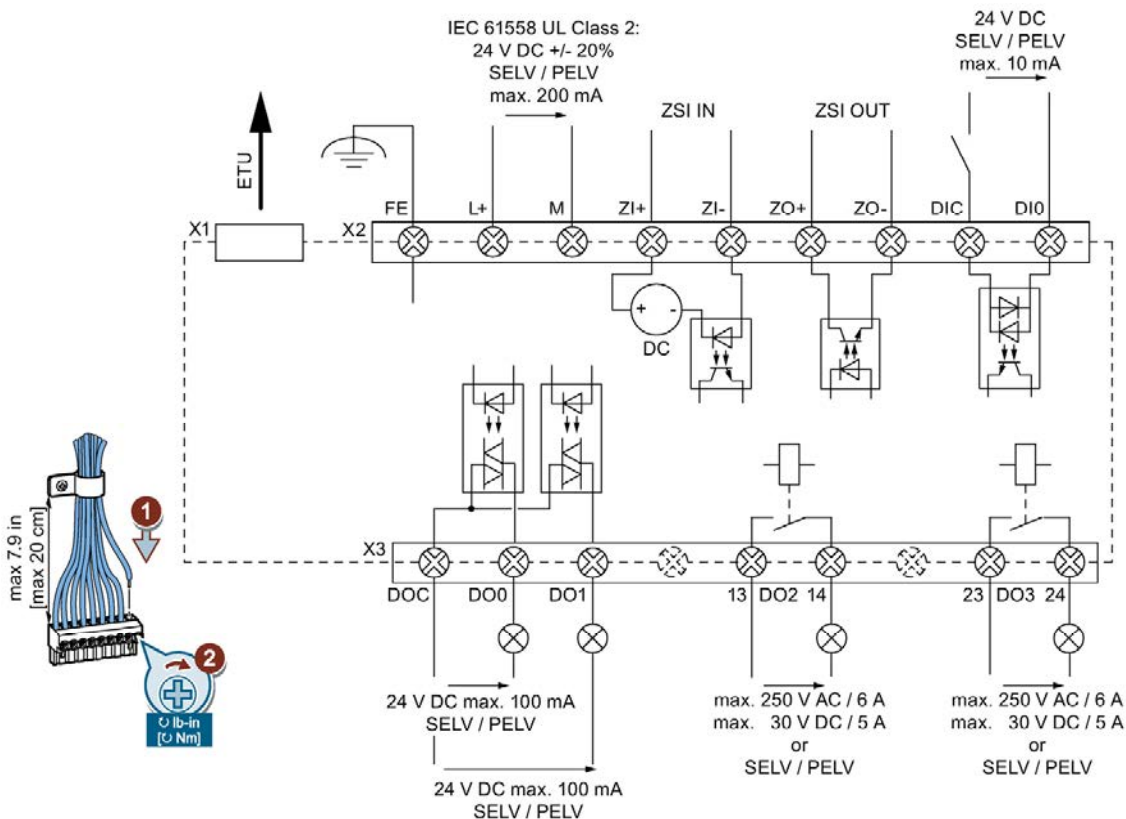 IEC 61558 UL Class 2:
24 V DC +/- 20%
SELV / PELV
max. 200 mA
24 V DC
SELV / PELV
max. 10 mA
ETU
ZSI IN
ZSI OUT
FE L+ M ZI+ ZI- ZO+ ZO- DIC DI0
X1
X2
+ -
DC
max 7.9 in
[max 20 cm]
1
2
lb-in
[Nm]
X3
DOC DO0 DO1 13 DO2 14 23 DO3 24
24 V DC max. 100 mA
SELV / PELV
24 V DC max. 100 mA
SELV / PELV
max. 250 V AC / 6 A
max. 30 V DC / 5 A
or
SELV / PELV
max. 250 V AC / 6 A
max. 30 V DC / 5 A
or
SELV / PELV